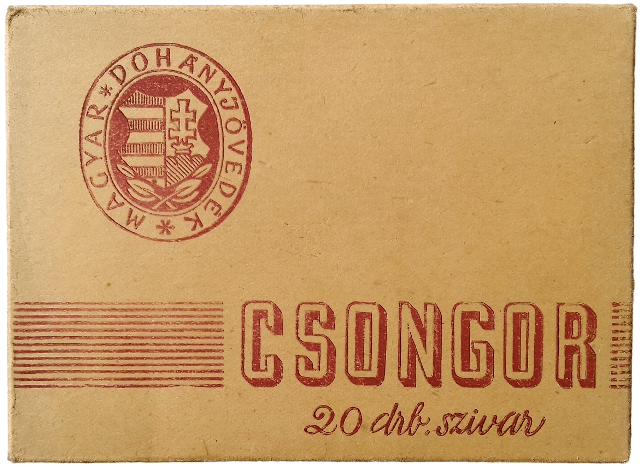 MAGYAR * DOHÁNYJÖVEDÉK *
CSONGOR
20 drb. szivar